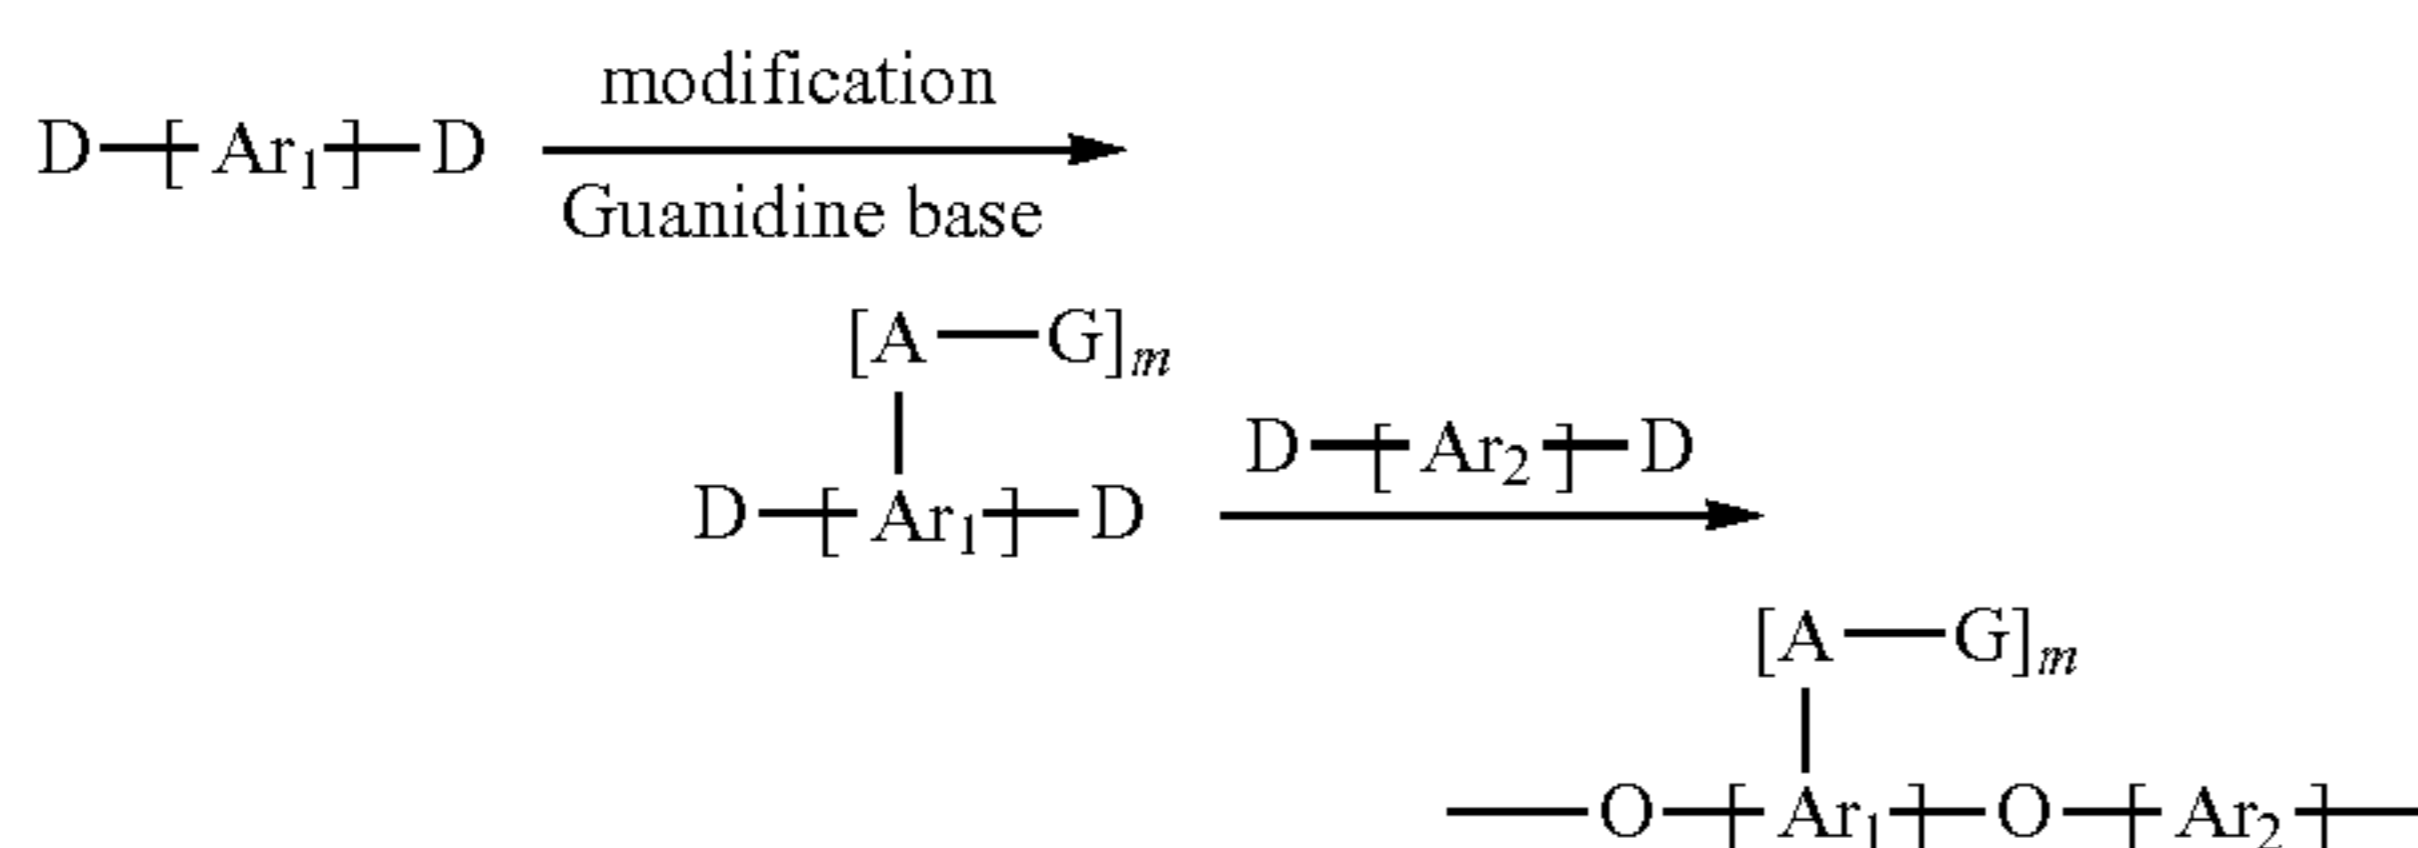 modification
D-[-Ar1-]-D
Guanidine base
[A—G]m
D-[-Ar2-]-D
D-[-Ar1-]-D
[A—G]m
—O-[-Ar1-]-O-[-Ar2-]-